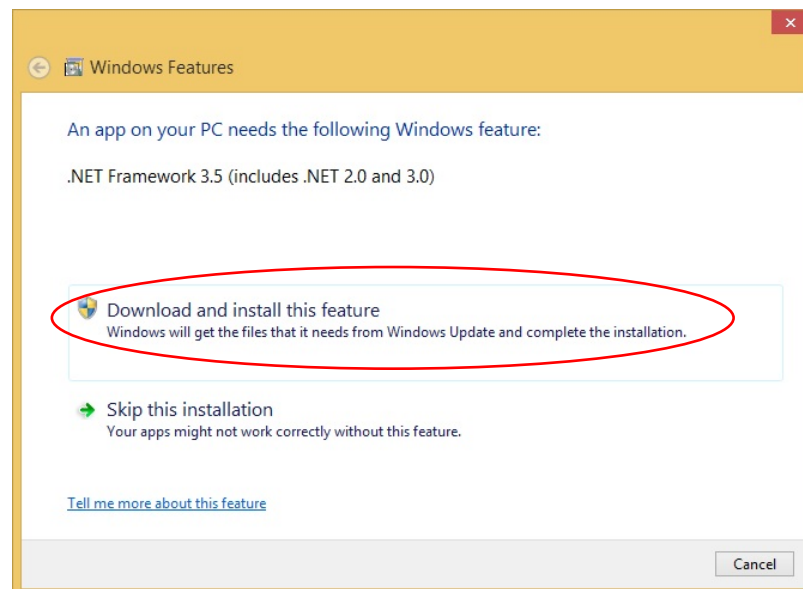 Windows Features
An app on your PC needs the following Windows feature:
.NET Framework 3.5 (includes .NET 2.0 and 3.0)
Download and install this feature
Windows will get the files that it needs from Windows Update and complete the installation.
Skip this installation
Your apps might not work correctly without this feature.
Tell me more about this feature
Cancel